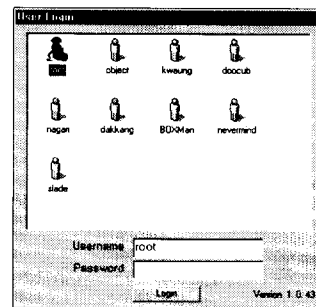 User Login
object kwaung doocub
nagan dakkang BOXMan nevermind
slade
Username root
Password
Login Version 1. 0. 43